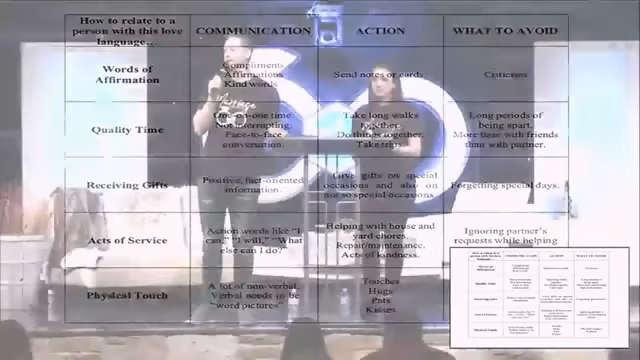 How to relate to a
person with this love
language…
COMMUNICATION
ACTION
WHAT TO AVOID
Words of
Affirmation
Compliments
Affirmations
Kind words
Send notes or cards
Criticism
Quality Time
One-on-one time.
Not interrupting.
Face-to-face
conversation.
Take long walks
together.
Do things together.
Take trips.
Long periods of
being apart.
More time with friends
than with partner.
Receiving Gifts
Positive, fact-oriented
information.
Give gifts on special
occasions and also on
not so special occasions
Forgetting special days.
Acts of Service
Action words like "I
can," "I will," "What
else can I do?"
Helping with house and
yard chores.
Repair/maintenance.
Acts of kindness.
Ignoring partner's
requests while helping
Physical Touch
A lot of non-verbal.
Verbal needs to be
"word pictures"
Touches
Hugs
Pats
Kisses